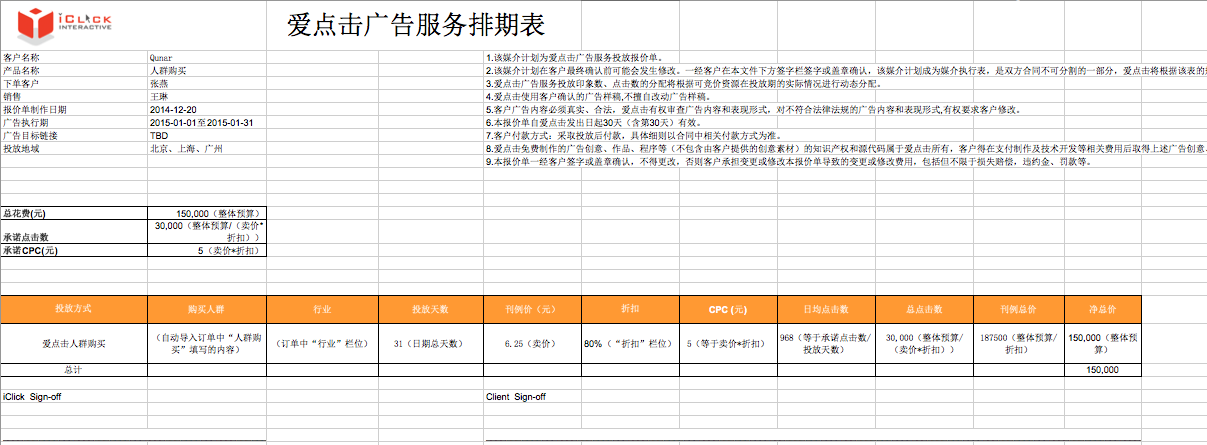 iCLICK
INTERACTIVE
爱点击广告服务排期表
客户名称 Qunar 1.该媒介计划为爱点击广告服务投放报价单。
产品名称 人群购买 2.该媒介计划在客户最终确认前可能会发生修改。一经客户在本文件下方签字栏签字或盖章确认，该媒介计划成为媒介执行表，是双方合同不可分割的一部分，爱点击将根据该表的
下单客户 张燕 3.爱点击广告服务投放印象数、点击数的分配将根据可竞价资源在投放期的实际情况进行动态分配。
销售 王琳 4.爱点击使用客户确认的广告样稿,不擅自改动广告样稿。
报价单制作日期 2014-12-20 5.客户广告内容必须真实、合法，爱点击有权审查广告内容和表现形式，对不符合法律法规的广告内容和表现形式,有权要求客户修改。
广告执行期 2015-01-01至2015-01-31 6.本报价单自爱点击发出日起30天（含第30天）有效。
广告目标链接 TBD 7.客户付款方式：采取投放后付款，具体细则以合同中相关付款方式为准。
投放地域 北京、上海、广州 8.爱点击免费制作的广告创意、作品、程序等（不包含由客户提供的创意素材）的知识产权和源代码属于爱点击所有，客户得在支付制作及技术开发等相关费用后取得上述广告创意、
9.本报价单一经客户签字或盖章确认，不得更改，否则客户承担变更或修改本报价单导致的变更或修改费用，包括但不限于损失赔偿，违约金、罚款等。
总花费(元) 150,000（整体预算）
承诺点击数 30,000（整体预算/（卖价*
折扣））
承诺CPC(元) 5（卖价*折扣）
投放方式 购买人群 行业 投放天数 刊例价（元） 折扣 CPC (元) 日均点击数 总点击数 刊例总价 净总价
爱点击人群购买 （自动导入订单中“人群购 （订单中“行业”栏位） 31（日期总天数） 6.25（卖价） 80%（“折扣”栏位） 5（等于卖价*折扣） 968（等于承诺点击数/ 30,000（整体预算/ 187500（整体预算/ 150,000（整体预
买”填写的内容） 投放天数） （卖价*折扣）） 折扣） 算）
总计 150,000
iClick Sign-off Client Sign-off